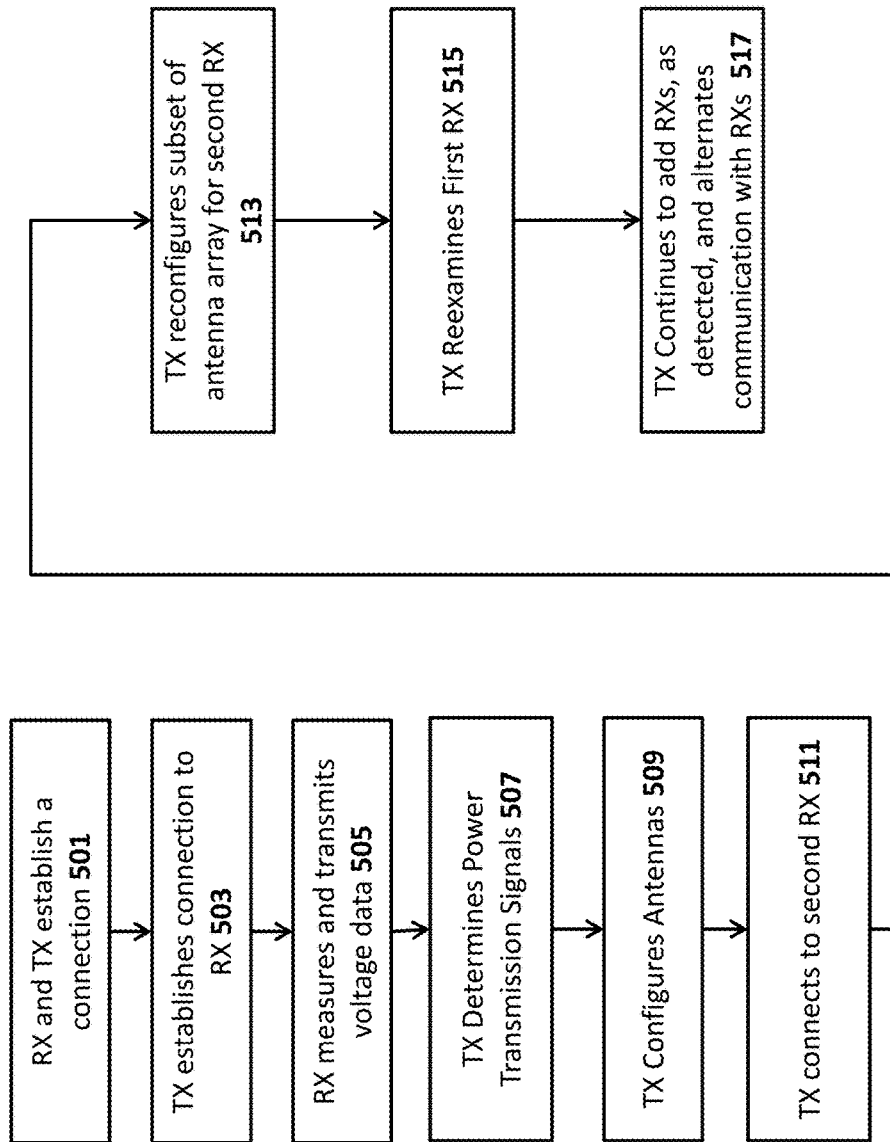 RX and TX establish a
connection 501
TX establishes connection to
RX 503
RX measures and transmits
voltage data 505
TX Determines Power
Transmission Signals 507
TX Configures Antennas 509
TX connects to second RX 511
TX reconfigures subset of
antenna array for second RX
513
TX Reexamines First RX 515
TX Continues to add RXs, as
detected, and alternates
communication with RXs 517